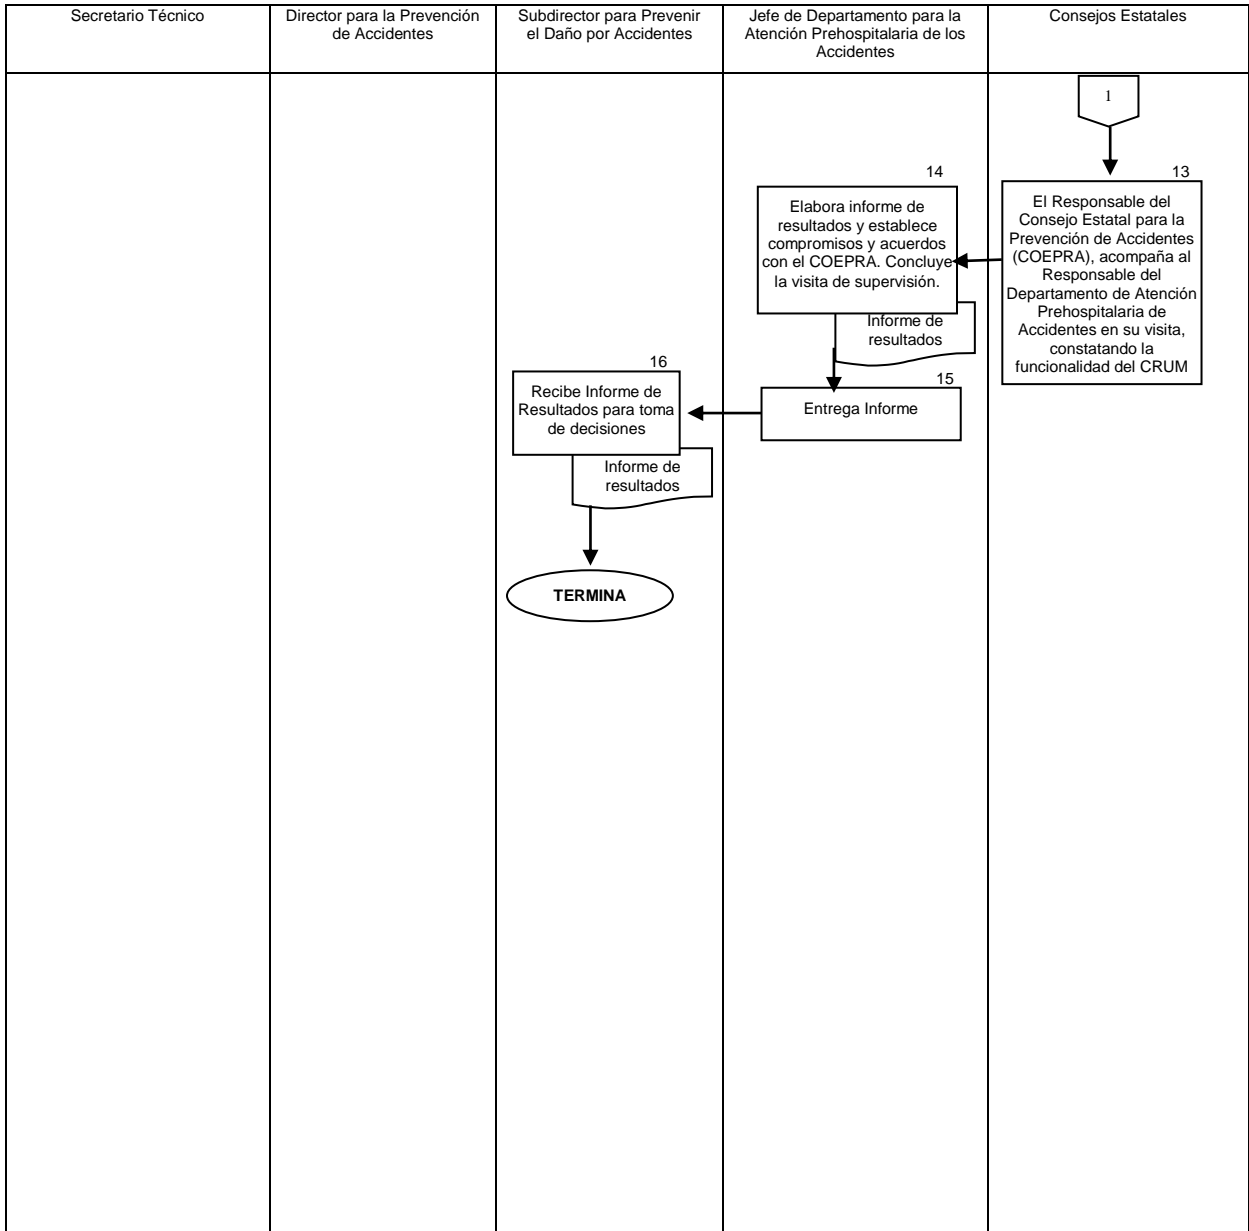 Secretario Técnico
Director para la Prevención
de Accidentes
Subdirector para Prevenir
el Daño por Accidentes
Jefe de Departamento para la
Atención Prehospitalaria de los
Accidentes
Consejos Estatales
1
13
El Responsable del
Consejo Estatal para la
Prevención de Accidentes
(COEPRA), acompaña al
Responsable del
Departamento de Atención
Prehospitalaria de
Accidentes en su visita,
constatando la
funcionalidad del CRUM
14
Elabora informe de
resultados y establece
compromisos y acuerdos
con el COEPRA. Concluye
la visita de supervisión.
Informe de
resultados
15
Entrega Informe
16
Recibe Informe de
Resultados para toma
de decisiones
Informe de
resultados
TERMINA